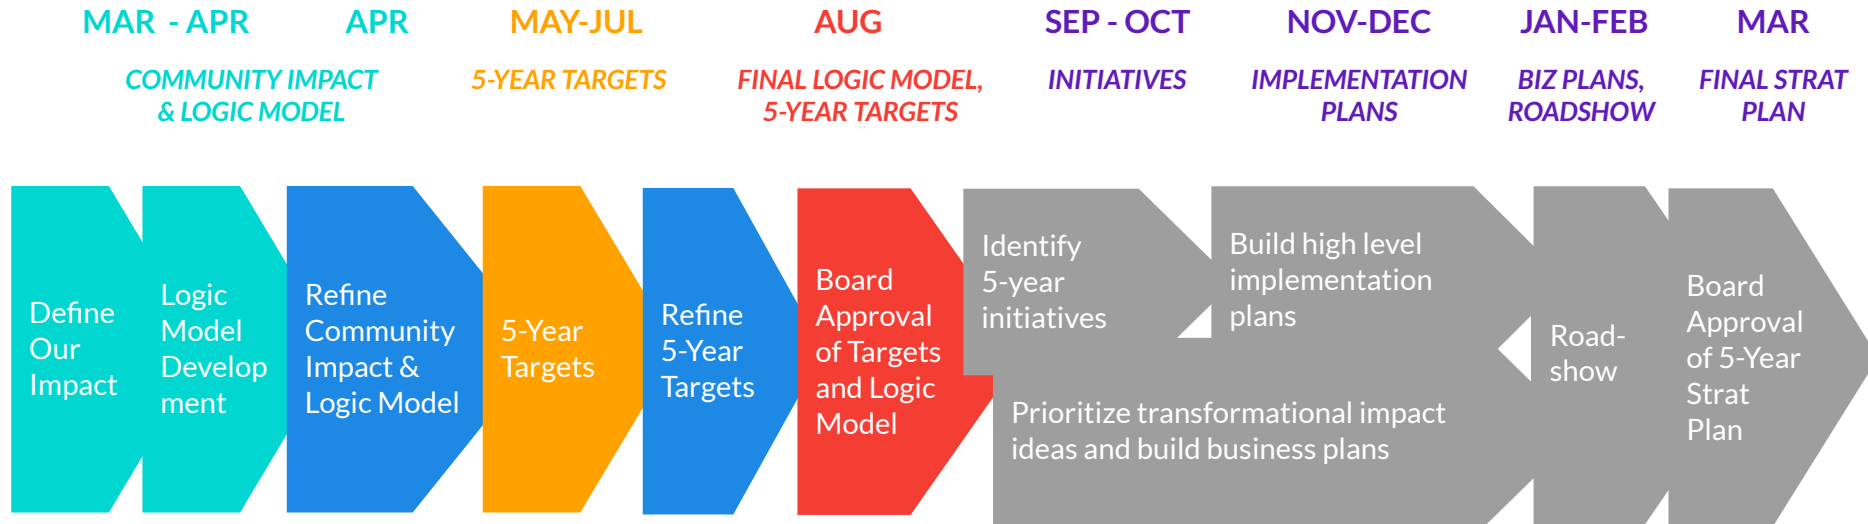 MAR - APR
APR
MAY-JUL
AUG
SEP - OCT
NOV-DEC
JAN-FEB
MAR
COMMUNITY IMPACT
& LOGIC MODEL
5-YEAR TARGETS
FINAL LOGIC MODEL,
5-YEAR TARGETS
INITIATIVES
IMPLEMENTATION
PLANS
BIZ PLANS,
ROADSHOW
FINAL STRAT
PLAN
Define
Our
Impact
Logic
Model
Develop
ment
Refine
Community
Impact &
Logic Model
5-Year
Targets
Refine
5-Year
Targets
Board
Approval
of Targets
and Logic
Model
Identify
5-year
initiatives
Build high level
implementation
plans
Prioritize transformational impact
ideas and build business plans
Road-
show
Board
Approval
of 5-Year
Strat
Plan